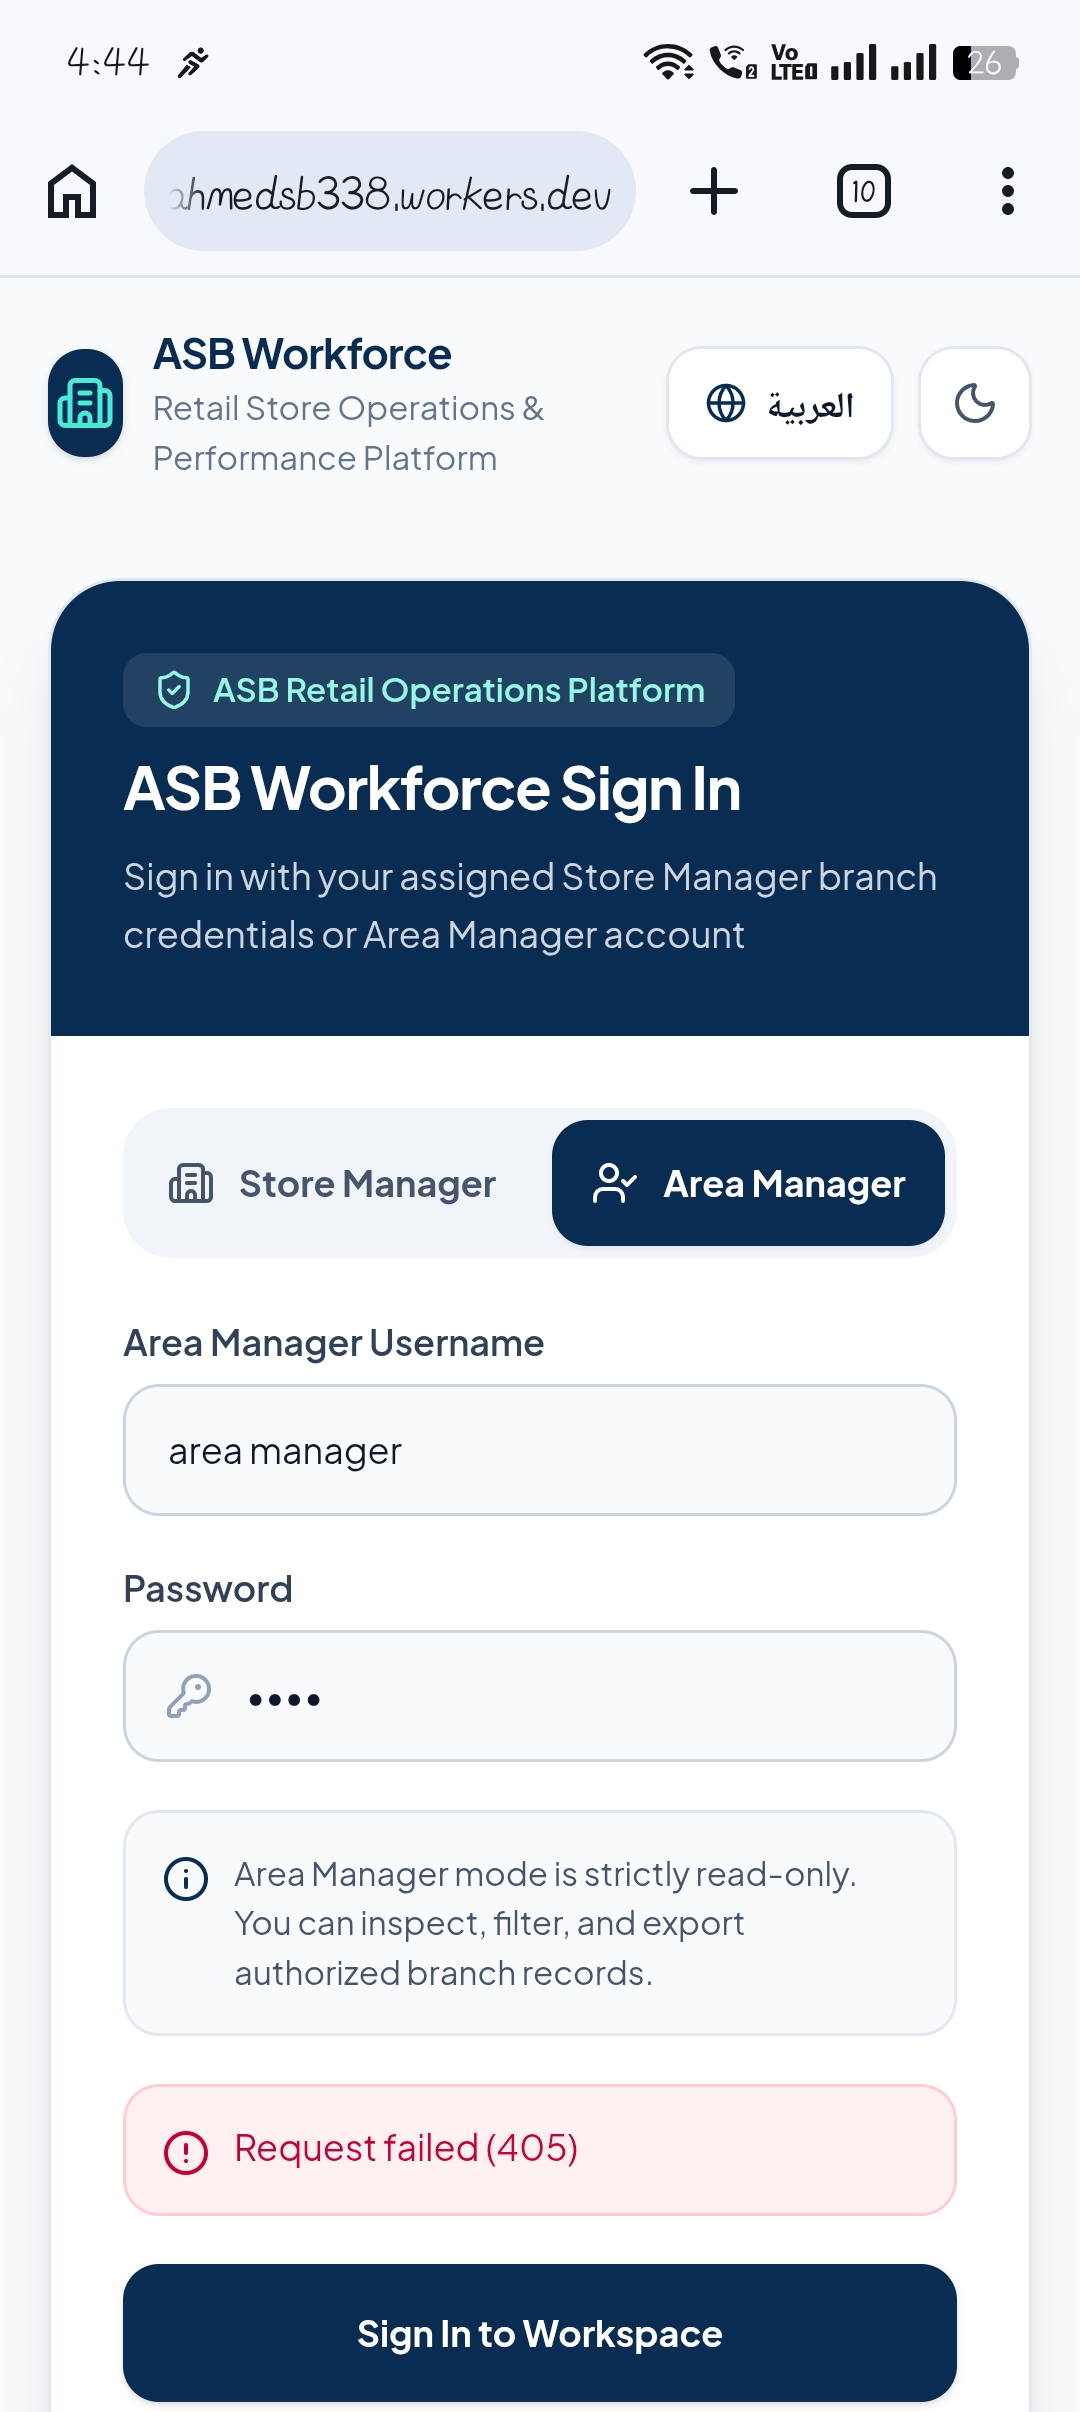 4:44
Vo
LTE
2
26
ahmedsb338.workers.dev
10
ASB Workforce
Retail Store Operations &
Performance Platform
العربية
ASB Retail Operations Platform
ASB Workforce Sign In
Sign in with your assigned Store Manager branch
credentials or Area Manager account
Store Manager
Area Manager
Area Manager Username
area manager
Password
••••
Area Manager mode is strictly read-only.
You can inspect, filter, and export
authorized branch records.
Request failed (405)
Sign In to Workspace